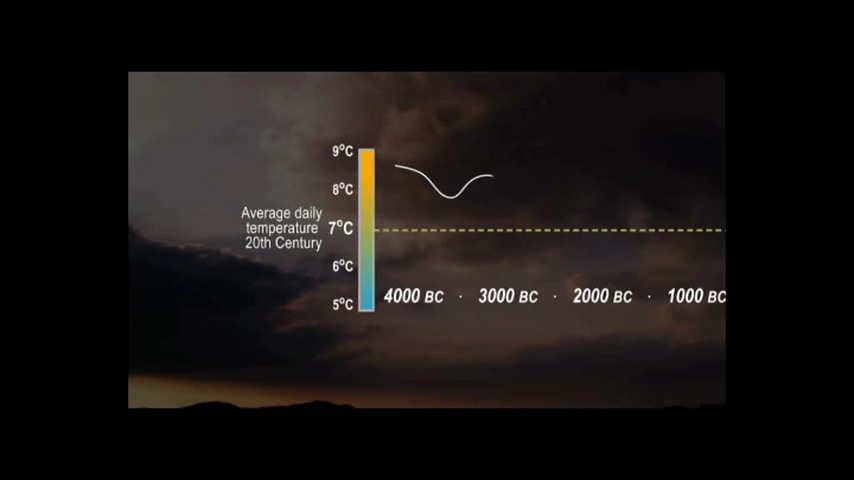 9°C
8°C
Average daily
temperature
20th Century
7°C
6°C
5°C
4000 BC · 3000 BC · 2000 BC · 1000 BC